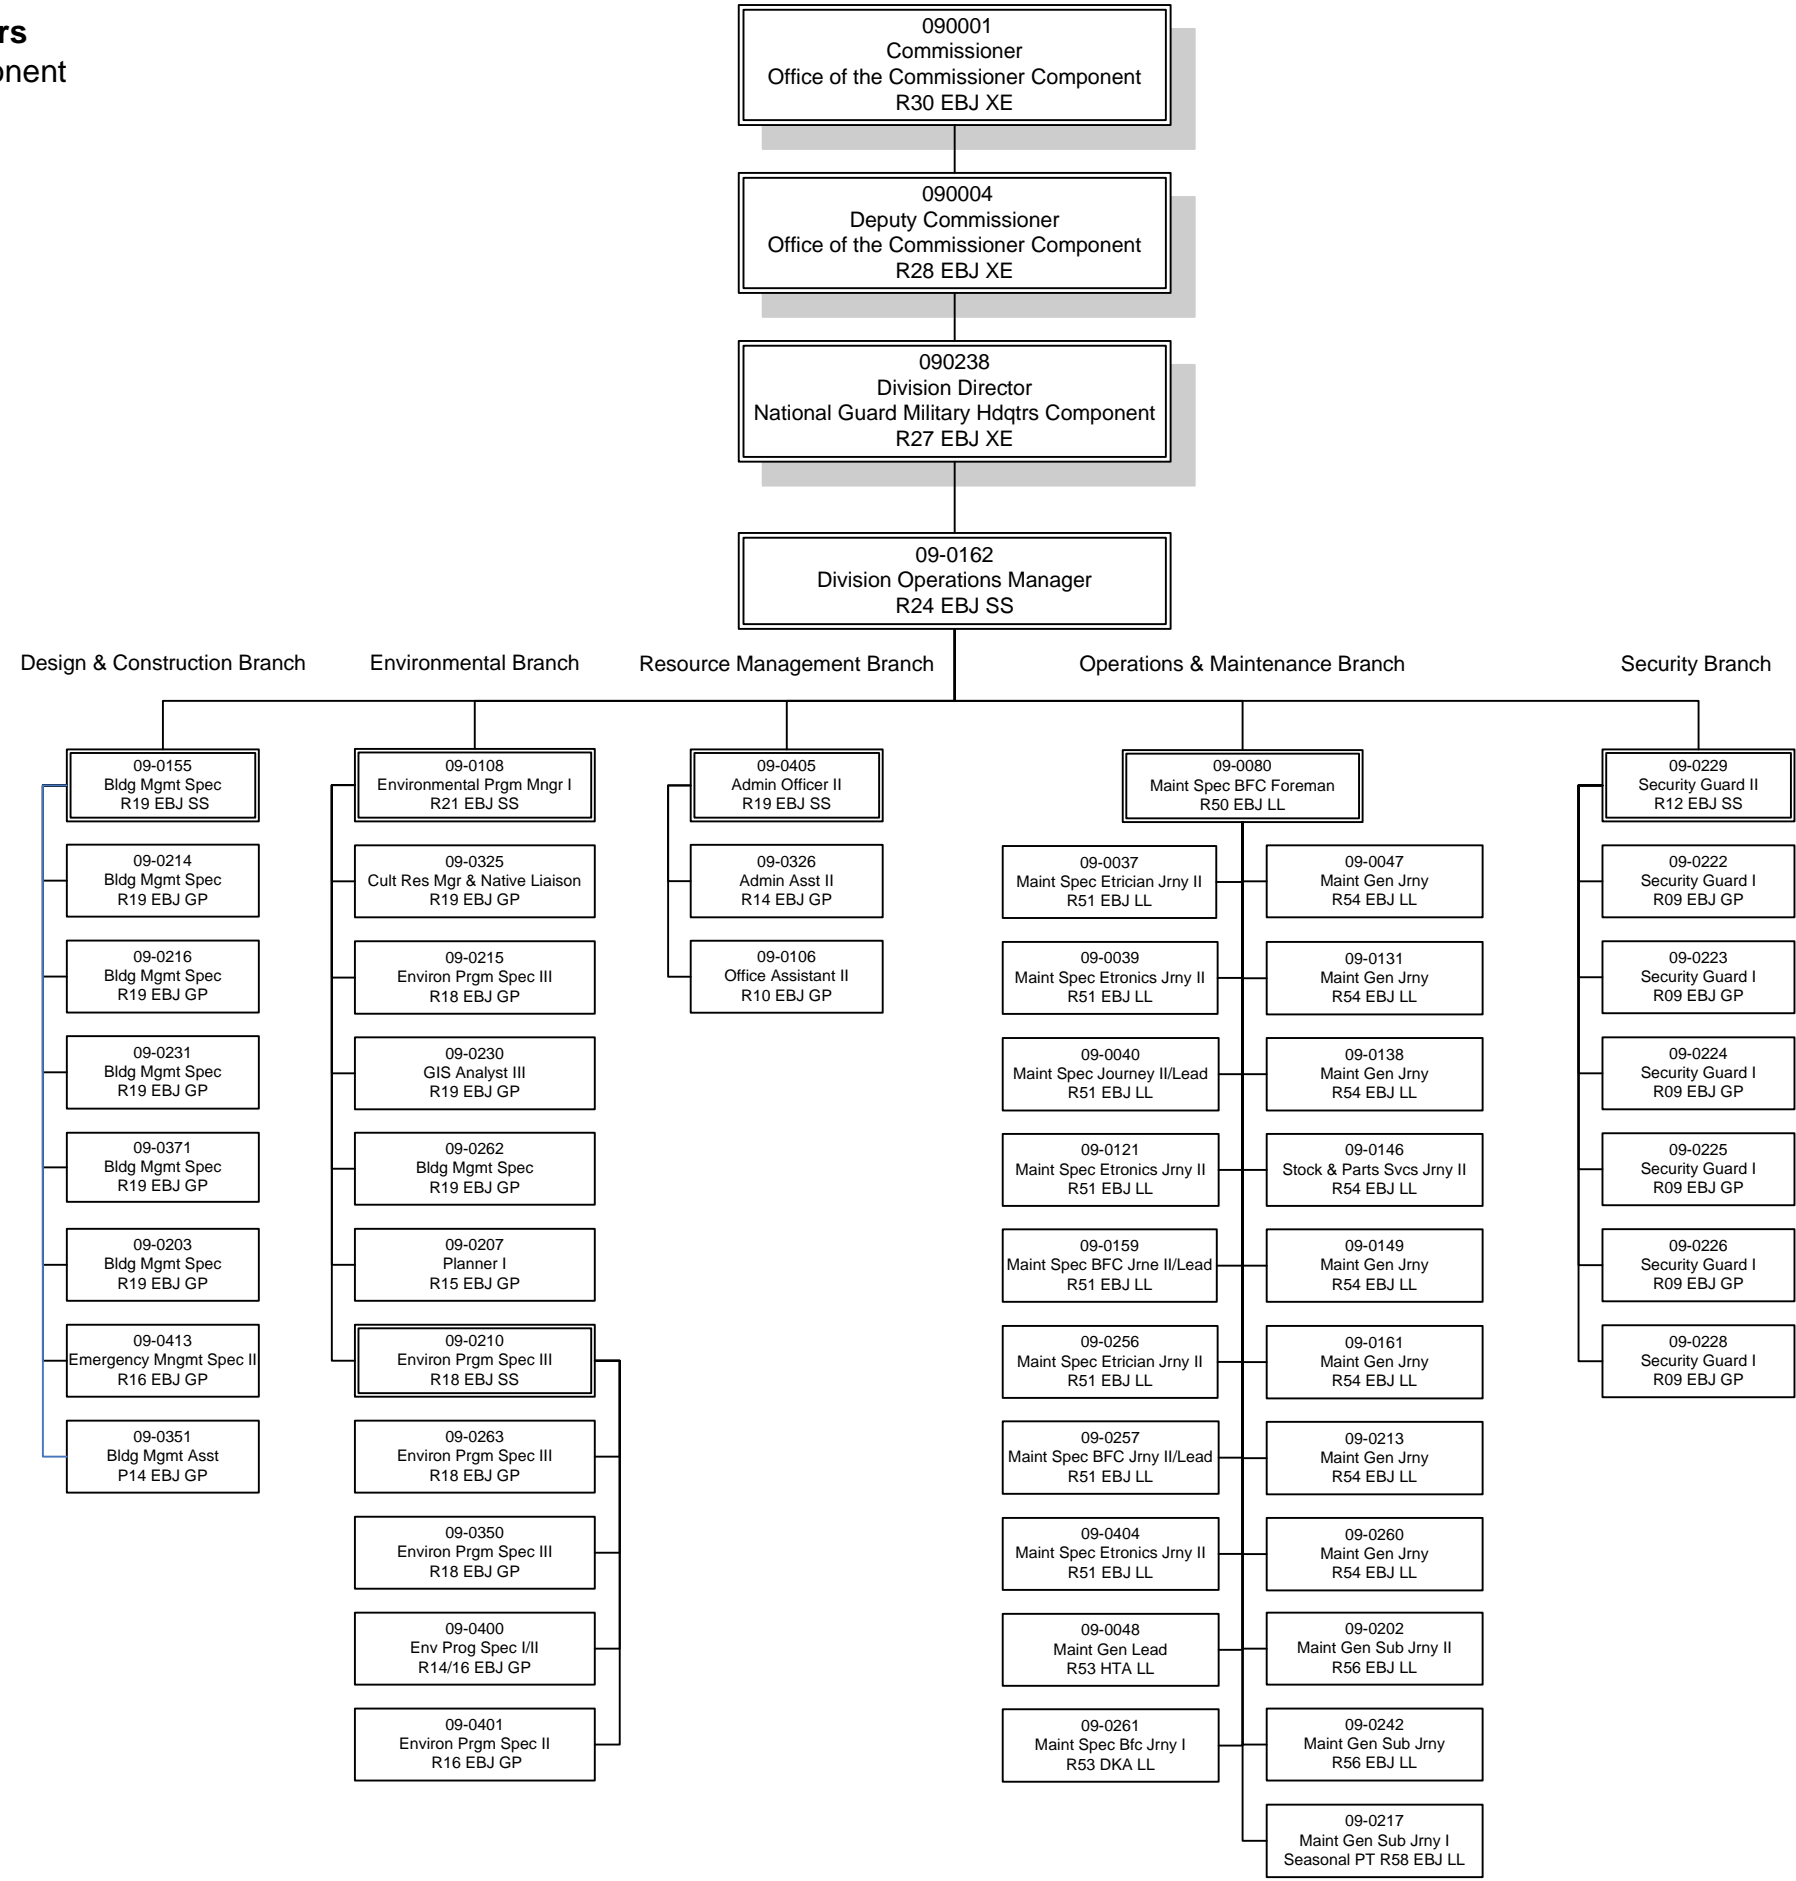 rs
onent
090001
Commissioner
Office of the Commissioner Component
R30 EBJ XE
090004
Deputy Commissioner
Office of the Commissioner Component
R28 EBJ XE
090238
Division Director
National Guard Military Hdqtrs Component
R27 EBJ XE
09-0162
Division Operations Manager
R24 EBJ SS
Design & Construction Branch
09-0155
Bldg Mgmt Spec
R19 EBJ SS
09-0214
Bldg Mgmt Spec
R19 EBJ GP
09-0216
Bldg Mgmt Spec
R19 EBJ GP
09-0231
Bldg Mgmt Spec
R19 EBJ GP
09-0371
Bldg Mgmt Spec
R19 EBJ GP
09-0203
Bldg Mgmt Spec
R19 EBJ GP
09-0413
Emergency Mngmt Spec II
R16 EBJ GP
09-0351
Bldg Mgmt Asst
P14 EBJ GP
Environmental Branch
09-0108
Environmental Prgm Mngr I
R21 EBJ SS
09-0325
Cult Res Mgr & Native Liaison
R19 EBJ GP
09-0215
Environ Prgm Spec III
R18 EBJ GP
09-0230
GIS Analyst III
R19 EBJ GP
09-0262
Bldg Mgmt Spec
R19 EBJ GP
09-0207
Planner I
R15 EBJ GP
09-0210
Environ Prgm Spec III
R18 EBJ SS
09-0263
Environ Prgm Spec III
R18 EBJ GP
09-0350
Environ Prgm Spec III
R18 EBJ GP
09-0400
Env Prog Spec I/II
R14/16 EBJ GP
09-0401
Environ Prgm Spec II
R16 EBJ GP
Resource Management Branch
09-0405
Admin Officer II
R19 EBJ SS
09-0326
Admin Asst II
R14 EBJ GP
09-0106
Office Assistant II
R10 EBJ GP
Operations & Maintenance Branch
09-0080
Maint Spec BFC Foreman
R50 EBJ LL
09-0037
Maint Spec Etrician Jrny II
R51 EBJ LL
09-0039
Maint Spec Etronics Jrny II
R51 EBJ LL
09-0040
Maint Spec Journey II/Lead
R51 EBJ LL
09-0121
Maint Spec Etronics Jrny II
R51 EBJ LL
09-0159
Maint Spec BFC Jrne II/Lead
R51 EBJ LL
09-0256
Maint Spec Etrician Jrny II
R51 EBJ LL
09-0257
Maint Spec BFC Jrny II/Lead
R51 EBJ LL
09-0404
Maint Spec Etronics Jrny II
R51 EBJ LL
09-0048
Maint Gen Lead
R53 HTA LL
09-0261
Maint Spec Bfc Jrny I
R53 DKA LL
09-0047
Maint Gen Jrny
R54 EBJ LL
09-0131
Maint Gen Jrny
R54 EBJ LL
09-0138
Maint Gen Jrny
R54 EBJ LL
09-0146
Stock & Parts Svcs Jrny II
R54 EBJ LL
09-0149
Maint Gen Jrny
R54 EBJ LL
09-0161
Maint Gen Jrny
R54 EBJ LL
09-0213
Maint Gen Jrny
R54 EBJ LL
09-0260
Maint Gen Jrny
R54 EBJ LL
09-0202
Maint Gen Sub Jrny II
R56 EBJ LL
09-0242
Maint Gen Sub Jrny
R56 EBJ LL
09-0217
Maint Gen Sub Jrny I
Seasonal PT R58 EBJ LL
Security Branch
09-0229
Security Guard II
R12 EBJ SS
09-0222
Security Guard I
R09 EBJ GP
09-0223
Security Guard I
R09 EBJ GP
09-0224
Security Guard I
R09 EBJ GP
09-0225
Security Guard I
R09 EBJ GP
09-0226
Security Guard I
R09 EBJ GP
09-0228
Security Guard I
R09 EBJ GP